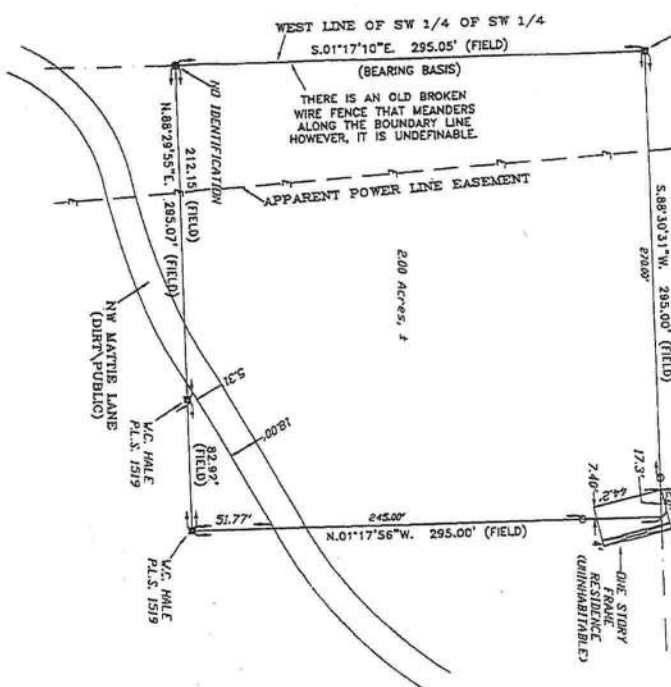 WEST LINE OF SW 1/4 OF SW 1/4
S.01°17'10"E. 295.05' (FIELD)
(BEARING BASIS)
THERE IS AN OLD BROKEN
WIRE FENCE THAT MEANDERS
ALONG THE BOUNDARY LINE
HOWEVER, IT IS UNDEFINABLE.
NO IDENTIFICATION
N.88°29'55"E. 295.07' (FIELD)
212.15' (FIELD)
APPARENT POWER LINE EASEMENT
S.88°30'31"W. 295.00' (FIELD)
270.00'
2.00 Acres, ±
NW MATTIE LANE
(DIRT\PUBLIC)
5.31'
18.00'
V.C. HALE
P.L.S. 1519
82.92'
(FIELD)
17.3'
44.2'
7.40'
51.77'
245.00'
N.01°17'56"W. 295.00' (FIELD)
V.C. HALE
P.L.S. 1519
ONE STORY
FRAME
RESIDENCE
(UNINHABITABLE)